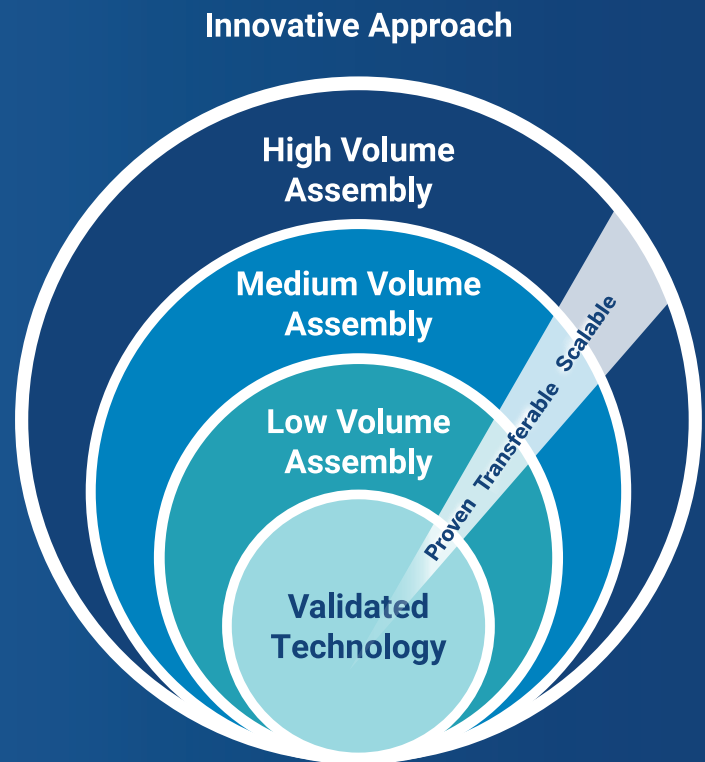 Innovative Approach
High Volume
Assembly
Medium Volume
Assembly
Low Volume
Assembly
Validated
Technology
Proven Transferable Scalable